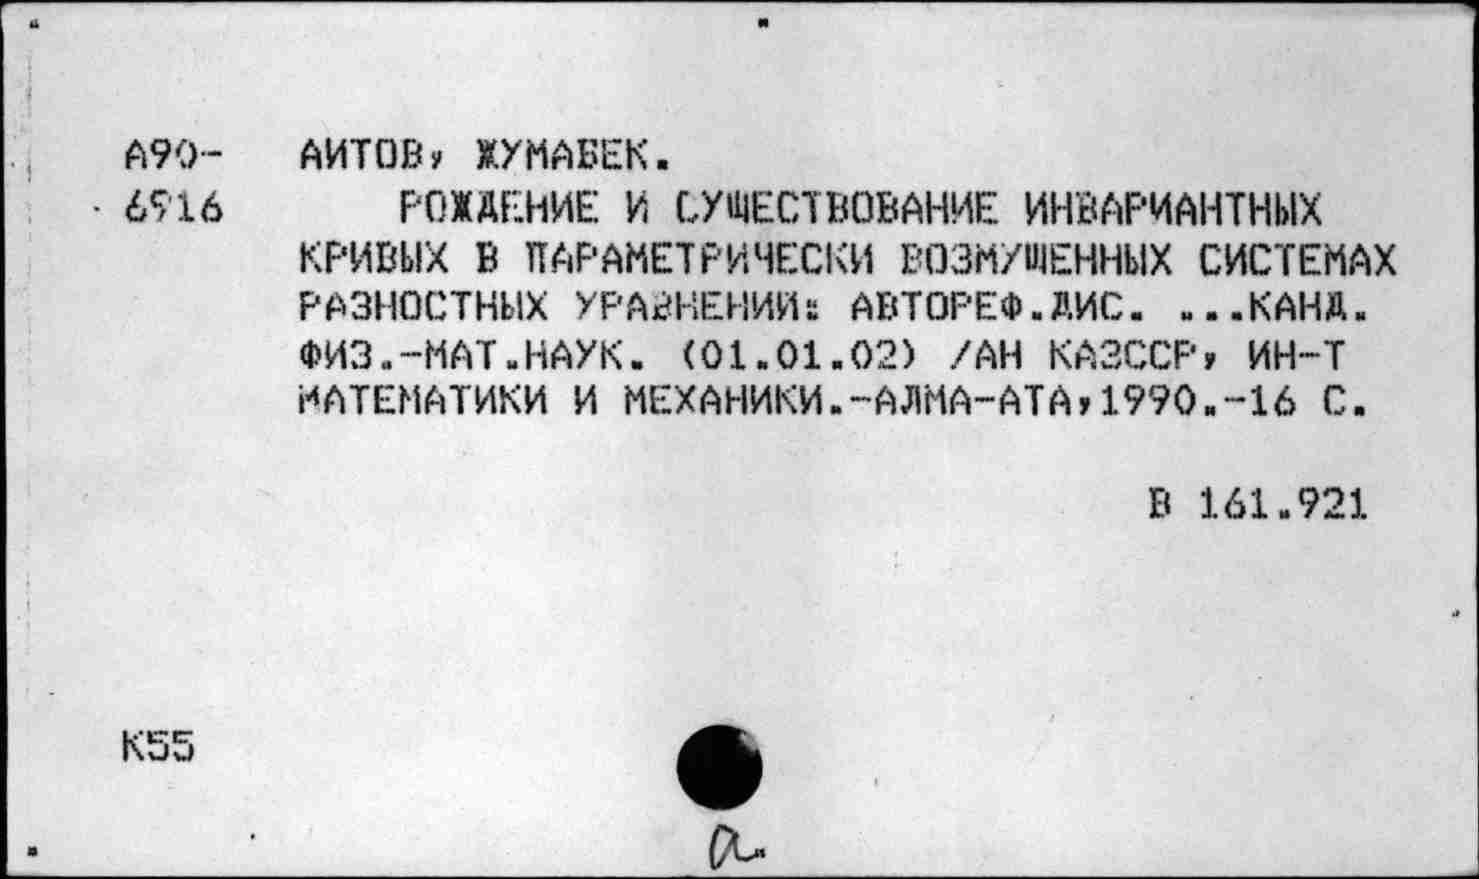 А90- АИТОВ, ЖУМАБЕК.
6916 РОЖДЕНИЕ И СУЩЕСТВОВАНИЕ ИНВАРИАНТНЫХ
КРИВЫХ В ПАРАМЕТРИЧЕСКИ ВОЗМУЩЕННЫХ СИСТЕМАХ
РАЗНОСТНЫХ УРАВНЕНИИ: АВТОРЕФ.ДИС. ...КАНД.
ФИЗ.-МАТ.НАУК. (01.01.02) /АН КАЗССР, ИН-Т
МАТЕМАТИКИ И МЕХАНИКИ.-АЛМА-АТА,1990.-16 С.
В 161.921
К55